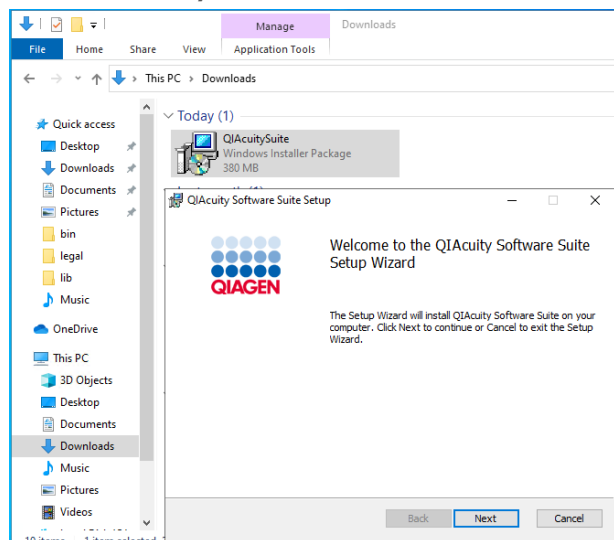 Manage
Downloads
File
Home
Share
View
Application Tools
This PC
Downloads
Quick access
Desktop
Downloads
Documents
Pictures
bin
legal
lib
Music
OneDrive
This PC
3D Objects
Desktop
Documents
Downloads
Music
Pictures
Videos
Today (1)
QIAcuitySuite
Windows Installer Package
380 MB
QIAcuity Software Suite Setup
QIAGEN
Welcome to the QIAcuity Software Suite
Setup Wizard
The Setup Wizard will install QIAcuity Software Suite on your
computer. Click Next to continue or Cancel to exit the Setup
Wizard.
Back
Next
Cancel